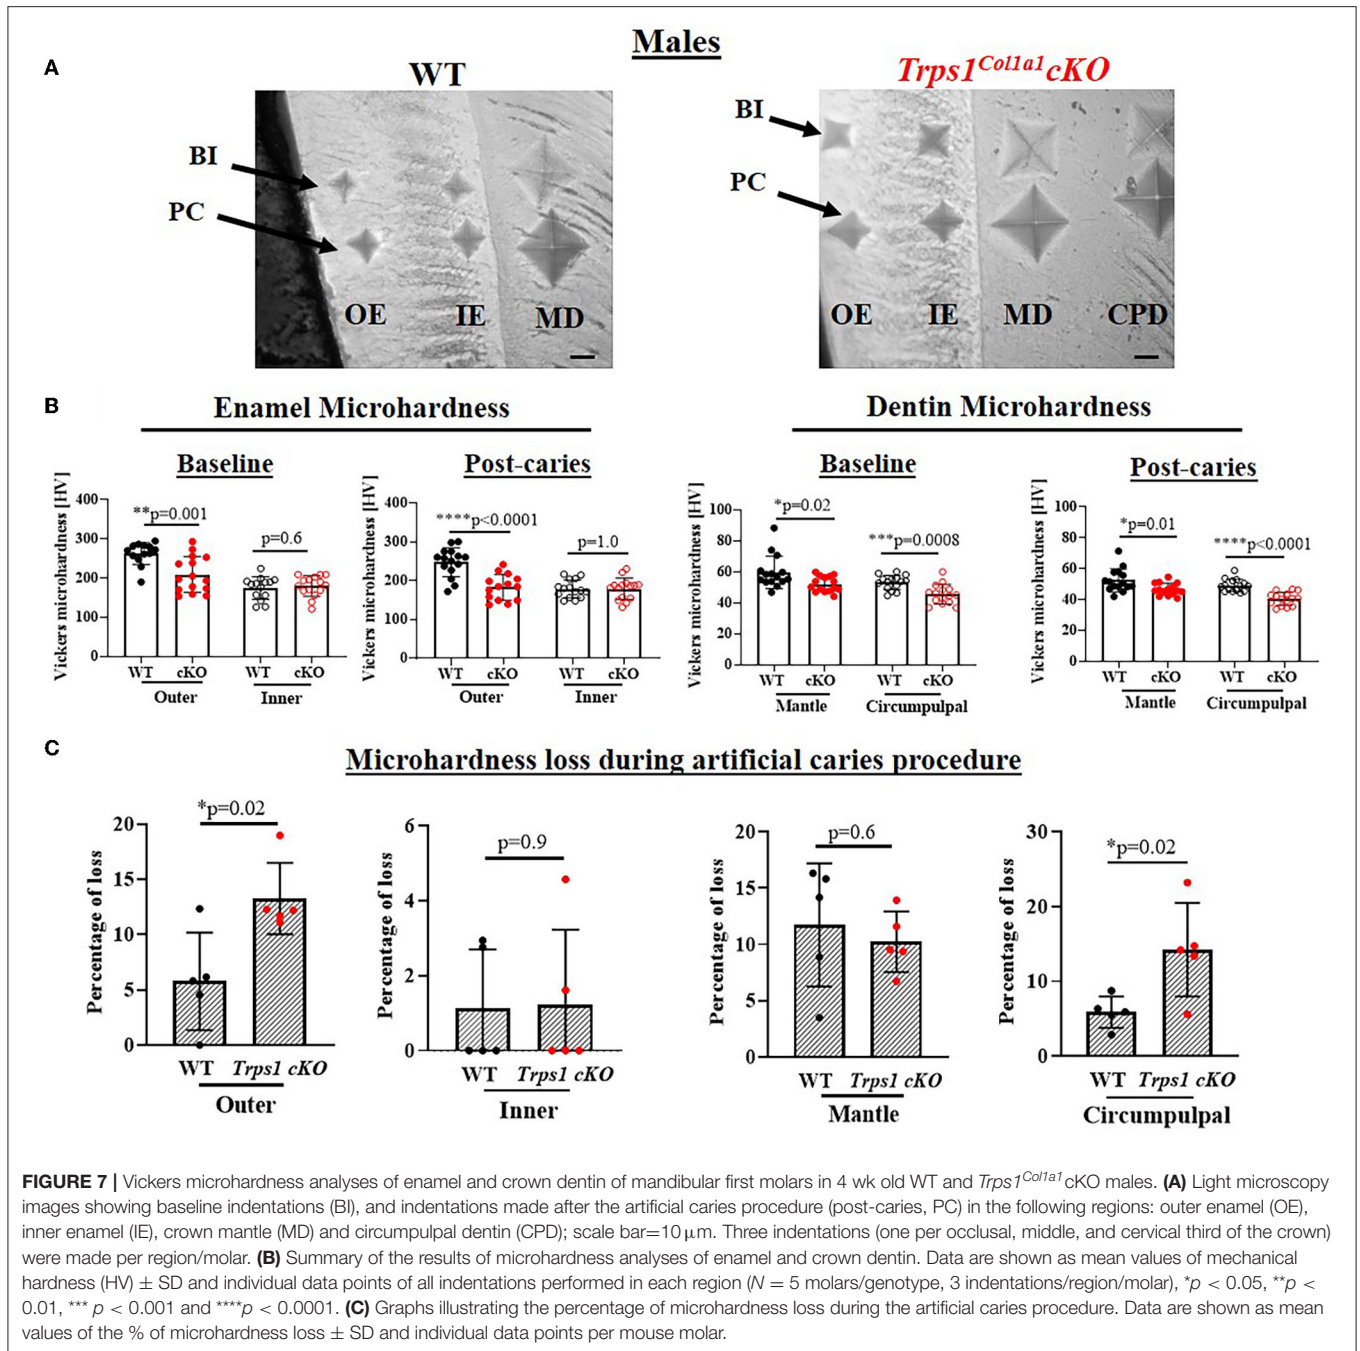 Males
A
WT
Trps1^Col1a1 cKO
BI
PC
OE
IE
MD
BI
PC
OE
IE
MD
CPD
B
Enamel Microhardness
Dentin Microhardness
Baseline
Vickers microhardness [HV]
400
300
200
100
0
**p=0.001
p=0.6
WT
cKO
WT
cKO
Outer
Inner
Post-caries
Vickers microhardness [HV]
400
300
200
100
0
****p<0.0001
p=1.0
WT
cKO
WT
cKO
Outer
Inner
Baseline
Vickers microhardness [HV]
100
80
60
40
20
0
*p=0.02
***p=0.0008
WT
cKO
WT
cKO
Mantle
Circumpulpal
Post-caries
Vickers microhardness [HV]
100
80
60
40
20
0
*p=0.01
****p<0.0001
WT
cKO
WT
cKO
Mantle
Circumpulpal
C
Microhardness loss during artificial caries procedure
Percentage of loss
20
15
10
5
0
*p=0.02
WT
Trps1 cKO
Outer
Percentage of loss
6
4
2
0
p=0.9
WT
Trps1 cKO
Inner
Percentage of loss
20
15
10
5
0
p=0.6
WT
Trps1 cKO
Mantle
Percentage of loss
30
20
10
0
*p=0.02
WT
Trps1 cKO
Circumpulpal
FIGURE 7 | Vickers microhardness analyses of enamel and crown dentin of mandibular first molars in 4 wk old WT and Trps1^Col1a1 cKO males. (A) Light microscopy
images showing baseline indentations (BI), and indentations made after the artificial caries procedure (post-caries, PC) in the following regions: outer enamel (OE),
inner enamel (IE), crown mantle (MD) and circumpulpal dentin (CPD); scale bar=10 μm. Three indentations (one per occlusal, middle, and cervical third of the crown)
were made per region/molar. (B) Summary of the results of microhardness analyses of enamel and crown dentin. Data are shown as mean values of mechanical
hardness (HV) ± SD and individual data points of all indentations performed in each region (N = 5 molars/genotype, 3 indentations/region/molar), *p < 0.05, **p <
0.01, *** p < 0.001 and ****p < 0.0001. (C) Graphs illustrating the percentage of microhardness loss during the artificial caries procedure. Data are shown as mean
values of the % of microhardness loss ± SD and individual data points per mouse molar.